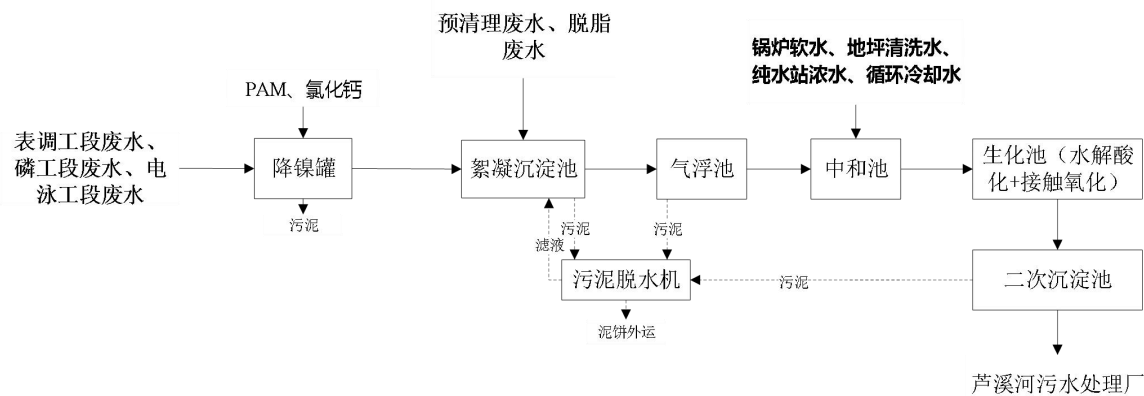 预清理废水、脱脂
废水
锅炉软水、地坪清洗水、
纯水站浓水、循环冷却水
PAM、氯化钙
表调工段废水、
磷工段废水、电
泳工段废水
降镍罐
絮凝沉淀池
气浮池
中和池
生化池（水解酸
化+接触氧化）
污泥
滤液
污泥
污泥
污泥脱水机
污泥
二次沉淀池
泥饼外运
芦溪河污水处理厂